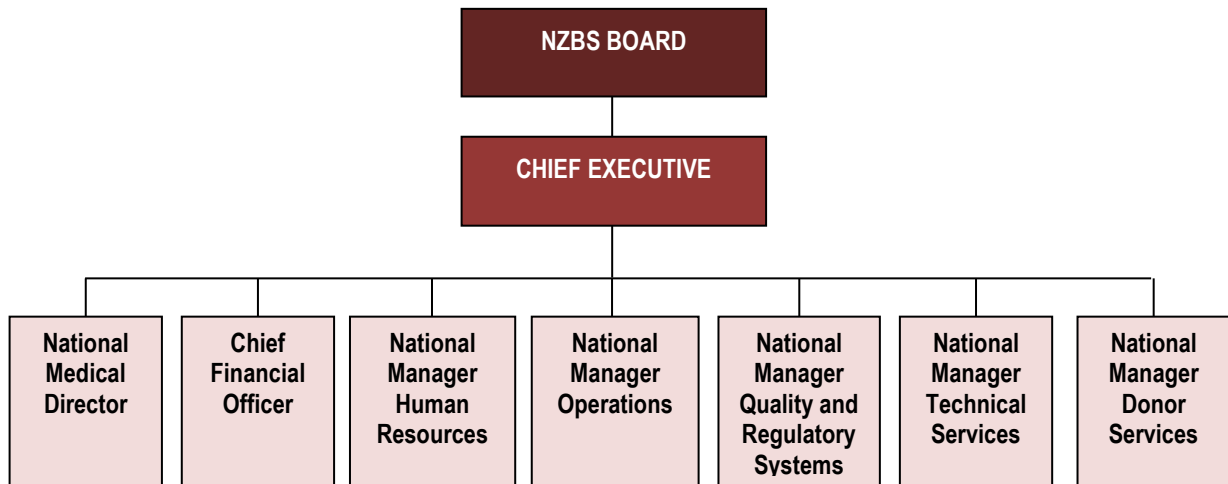 NZBS BOARD
CHIEF EXECUTIVE
National
Medical
Director
Chief
Financial
Officer
National
Manager
Human
Resources
National
Manager
Operations
National
Manager
Quality and
Regulatory
Systems
National
Manager
Technical
Services
National
Manager
Donor
Services